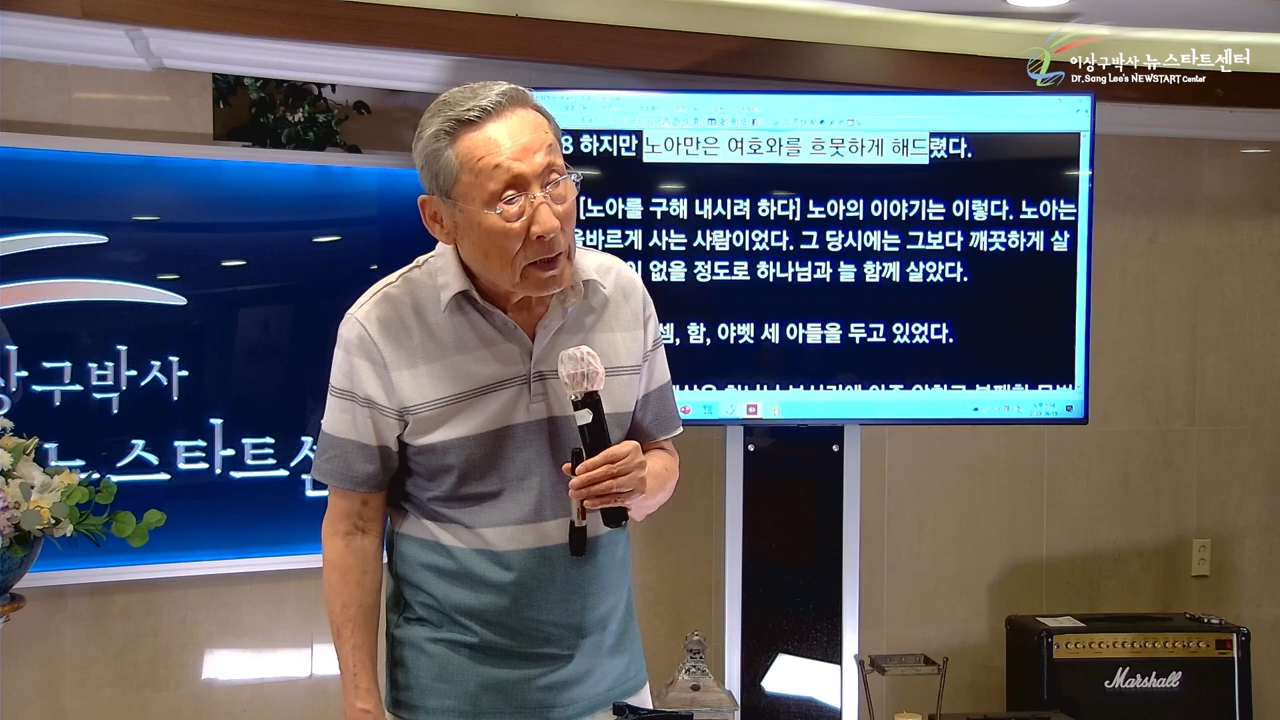 이상구박사 뉴스타트센터
Dr. Sang Lee's NEWSTART Center
8 하지만 노아만은 여호와를 흐뭇하게 해드렸다.
[노아를 구해 내시려 하다] 노아의 이야기는 이렇다. 노아는
올바르게 사는 사람이었다. 그 당시에는 그보다 깨끗하게 살
없을 정도로 하나님과 늘 함께 살았다.
셈, 함, 야벳 세 아들을 두고 있었다.
상구박사
뉴스타트센
Marshall